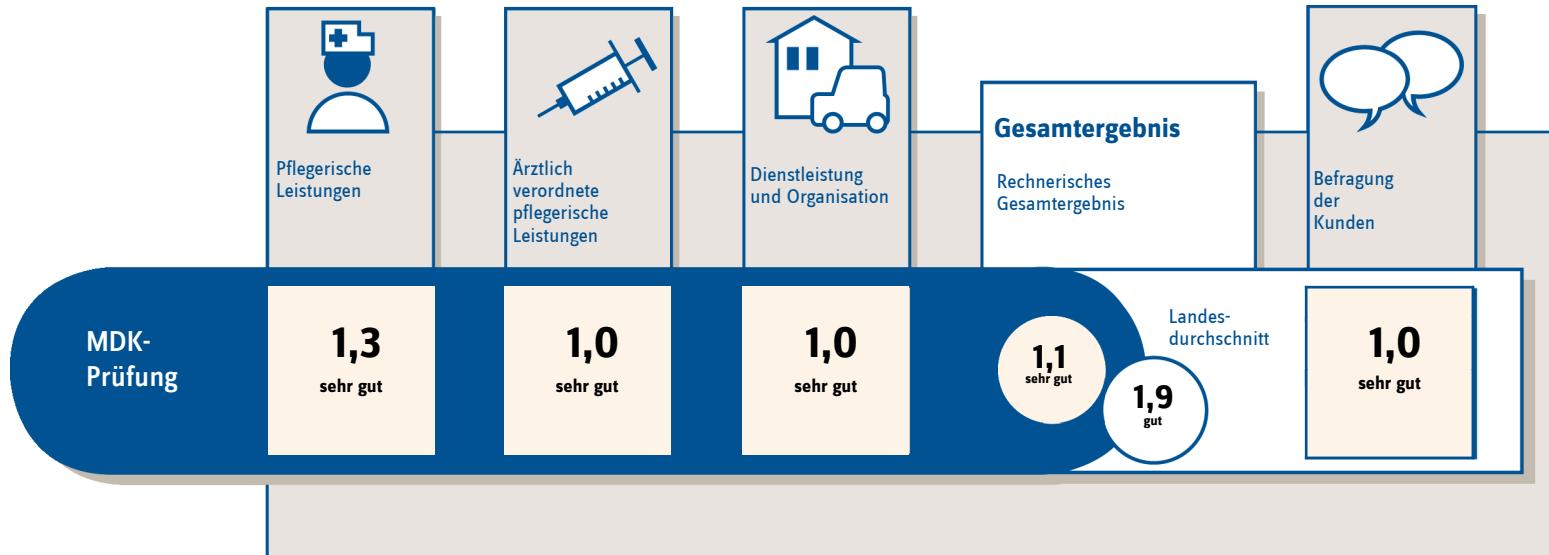 Pflegerische
Leistungen
Ärztlich
verordnete
pflegerische
Leistungen
Dienstleistung
und Organisation
Gesamtergebnis
Rechnerisches
Gesamtergebnis
Befragung
der
Kunden
MDK-
Prüfung
1,3
sehr gut
1,0
sehr gut
1,0
sehr gut
1,1
sehr gut
Landes-
durchschnitt
1,9
gut
1,0
sehr gut